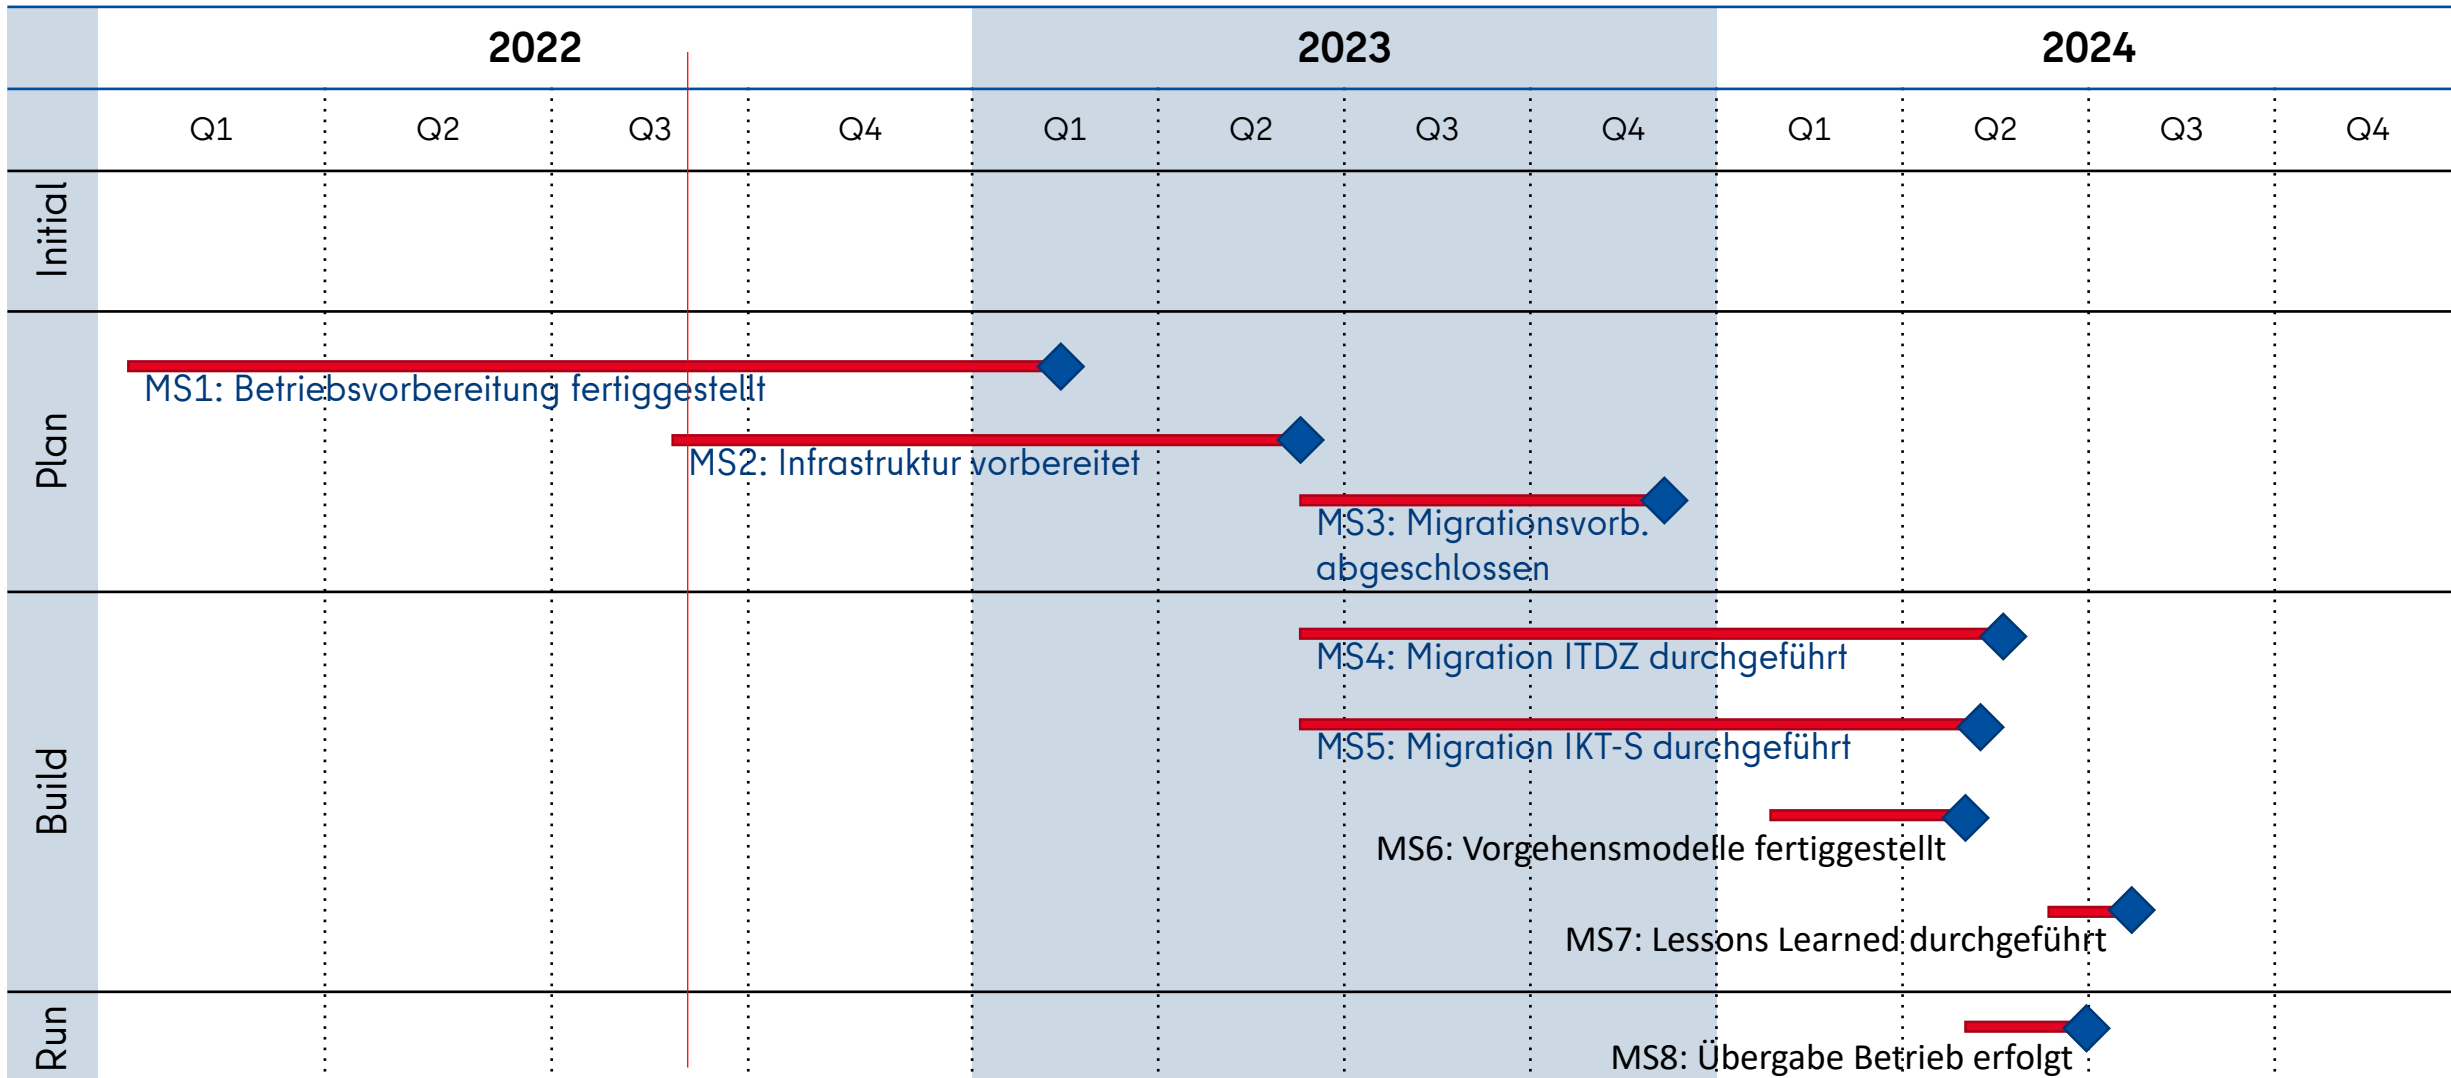 2022 2023 2024
Q1 Q2 Q3 Q4 Q1 Q2 Q3 Q4 Q1 Q2 Q3 Q4
Initial
Plan
MS1: Betriebsvorbereitung fertiggestellt
MS2: Infrastruktur vorbereitet
MS3: Migrationsvorb.
abgeschlossen
Build
MS4: Migration ITDZ durchgeführt
MS5: Migration IKT-S durchgeführt
MS6: Vorgehensmodelle fertiggestellt
MS7: Lessons Learned durchgeführt
Run
MS8: Übergabe Betrieb erfolgt